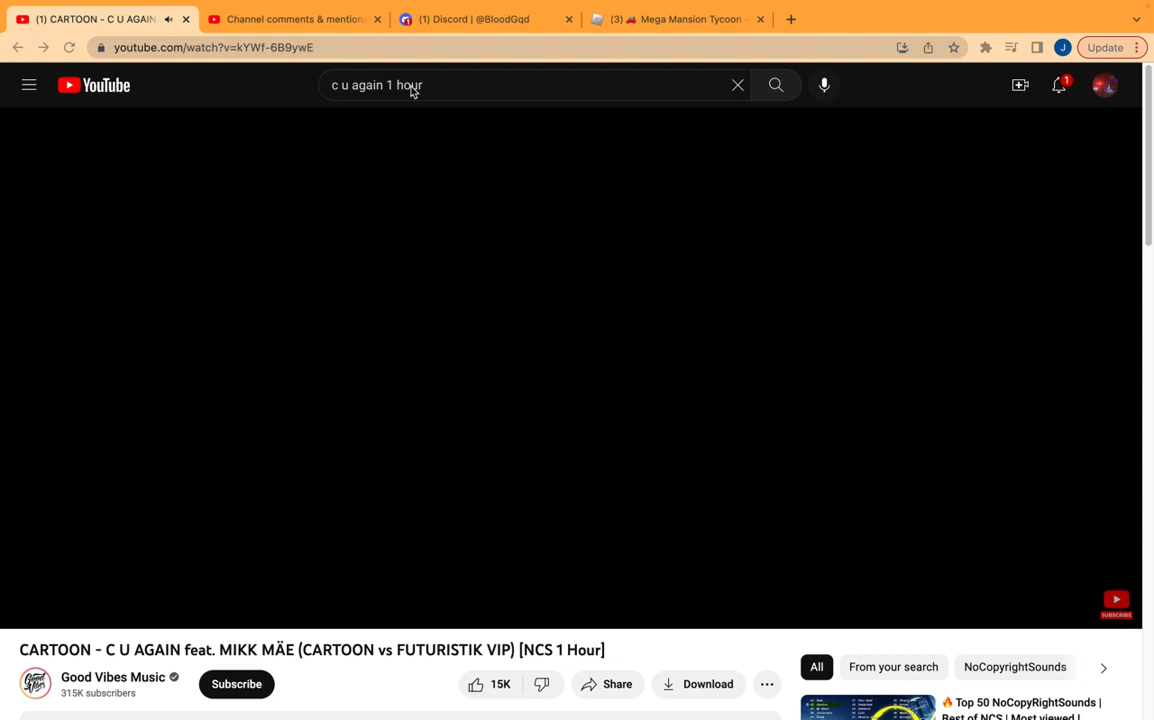 (1) CARTOON - C U AGAIN
Channel comments & mentions
(1) Discord | @BloodGqd
(3) 🚗 Mega Mansion Tycoon -
youtube.com/watch?v=kYWf-6B9ywE
J
Update
YouTube
c u again 1 hour
1
SUBSCRIBE
CARTOON - C U AGAIN feat. MIKK MÄE (CARTOON vs FUTURISTIK VIP) [NCS 1 Hour]
Good Vibes Music
315K subscribers
Subscribe
15K
Share
Download
All
From your search
NoCopyrightSounds
🔥 Top 50 NoCopyRightSounds |
Best of NCS | Most viewed |